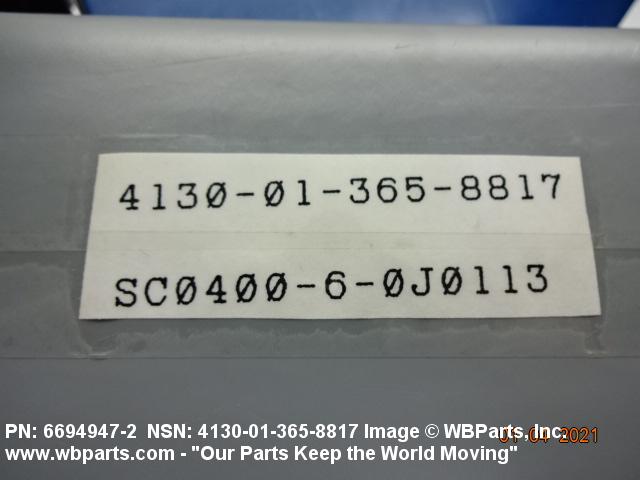 4130-01-365-8817
SC0400-6-0J0113
PN: 6694947-2 NSN: 4130-01-365-8817 Image © WBParts, Inc.
01 04 2021
www.wbparts.com - "Our Parts Keep the World Moving"